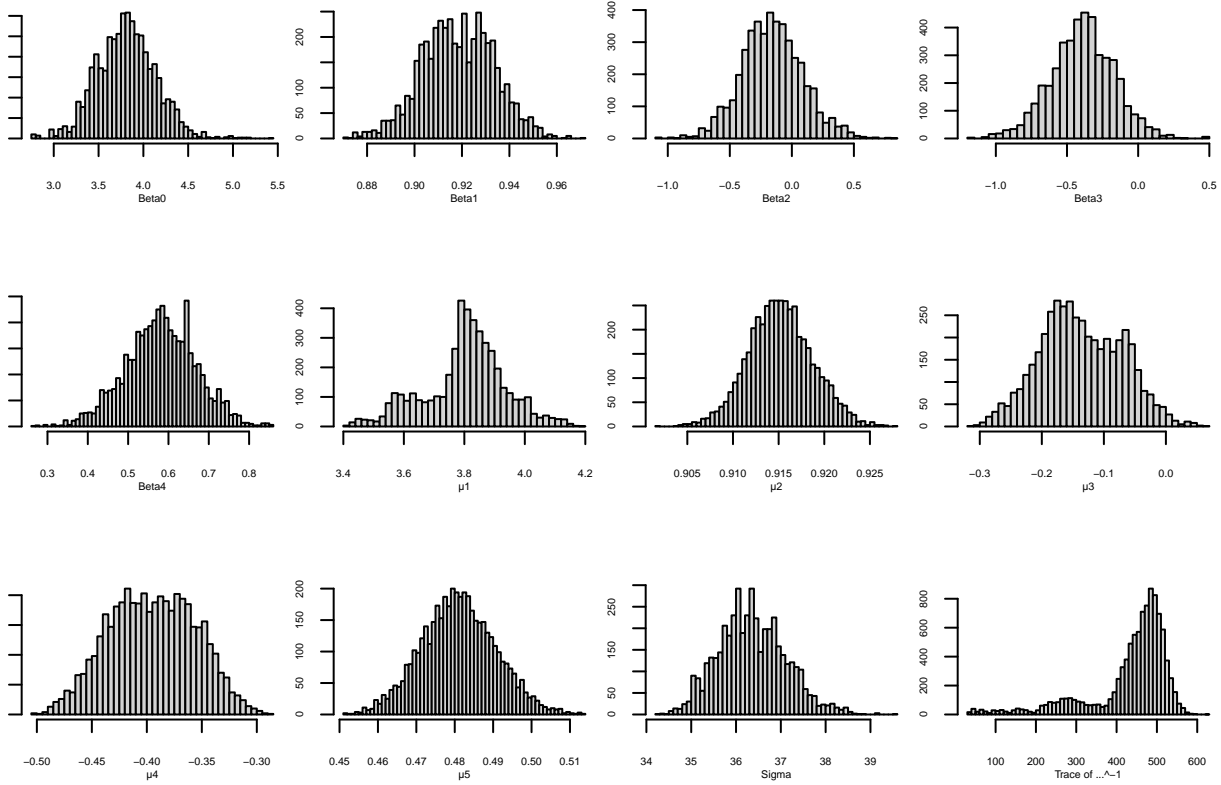 0 50 100 200
0 100 200 300 400
0 100 200 300 400
3.0 3.5 4.0 4.5 5.0 5.5
0.88 0.90 0.92 0.94 0.96
−1.0 −0.5 0.0 0.5
−1.0 −0.5 0.0 0.5
Beta0
Beta1
Beta2
Beta3
0 100 200 300 400
0 50 100 200
0 50 150 250
0.3 0.4 0.5 0.6 0.7 0.8
3.4 3.6 3.8 4.0 4.2
0.905 0.910 0.915 0.920 0.925
−0.3 −0.2 −0.1 0.0
Beta4
µ1
µ2
µ3
0 50 100 150 200
0 50 150 250
0 200 400 600 800
−0.50 −0.45 −0.40 −0.35 −0.30
0.45 0.46 0.47 0.48 0.49 0.50 0.51
34 35 36 37 38 39
100 200 300 400 500 600
µ4
µ5
Sigma
Trace of ...^−1